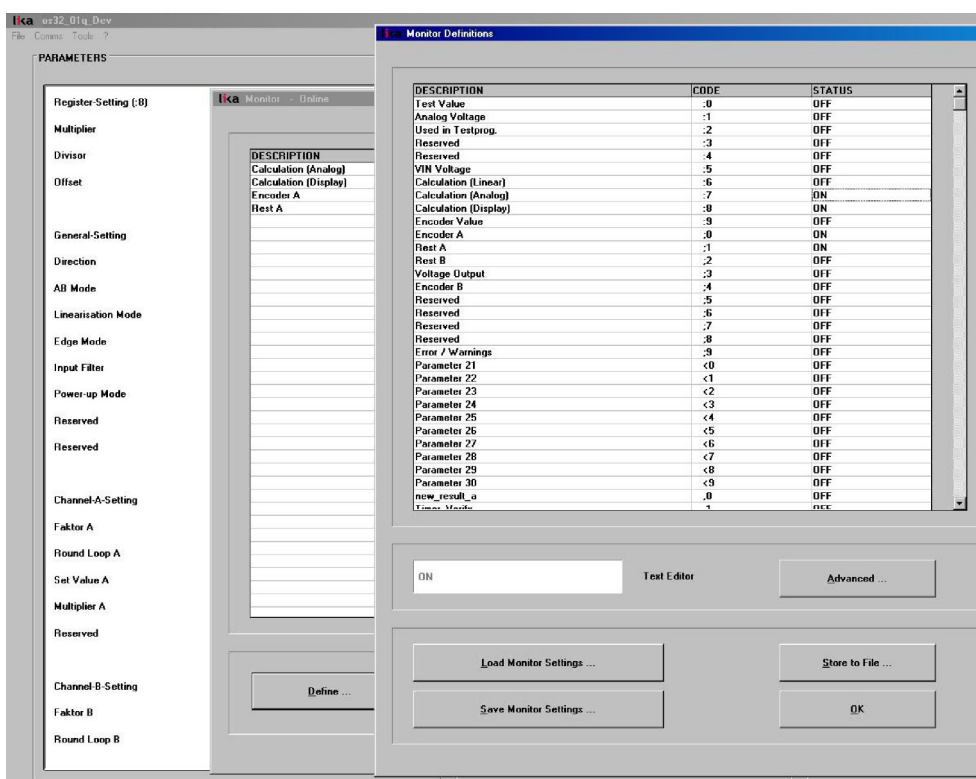 lika os32_01q_Dev
File Comms Tools ?
PARAMETERS
Register-Setting (:8)
Multiplier
Divisor
Offset
General-Setting
Direction
AB Mode
Linearisation Mode
Edge Mode
Input Filter
Power-up Mode
Reserved
Reserved
Channel-A-Setting
Faktor A
Round Loop A
Set Value A
Multiplier A
Reserved
Channel-B-Setting
Faktor B
Round Loop B
lika Monitor - Online
DESCRIPTION
Calculation (Analog)
Calculation (Display)
Encoder A
Rest A
Define ...
lika Monitor Definitions
DESCRIPTION CODE STATUS
Test Value :0 OFF
Analog Voltage :1 OFF
Used in Testprog. :2 OFF
Reserved :3 OFF
Reserved :4 OFF
VIN Voltage :5 OFF
Calculation (Linear) :6 OFF
Calculation (Analog) :7 ON
Calculation (Display) :8 ON
Encoder Value :9 OFF
Encoder A ;0 ON
Rest A ;1 ON
Rest B ;2 OFF
Voltage Output ;3 OFF
Encoder B ;4 OFF
Reserved ;5 OFF
Reserved ;6 OFF
Reserved ;7 OFF
Reserved ;8 OFF
Error / Warnings ;9 OFF
Parameter 21 <0 OFF
Parameter 22 <1 OFF
Parameter 23 <2 OFF
Parameter 24 <3 OFF
Parameter 25 <4 OFF
Parameter 26 <5 OFF
Parameter 27 <6 OFF
Parameter 28 <7 OFF
Parameter 29 <8 OFF
Parameter 30 <9 OFF
new_result_a ,0 OFF
ON
Text Editor
Advanced ...
Load Monitor Settings ...
Store to File ...
Save Monitor Settings ...
OK